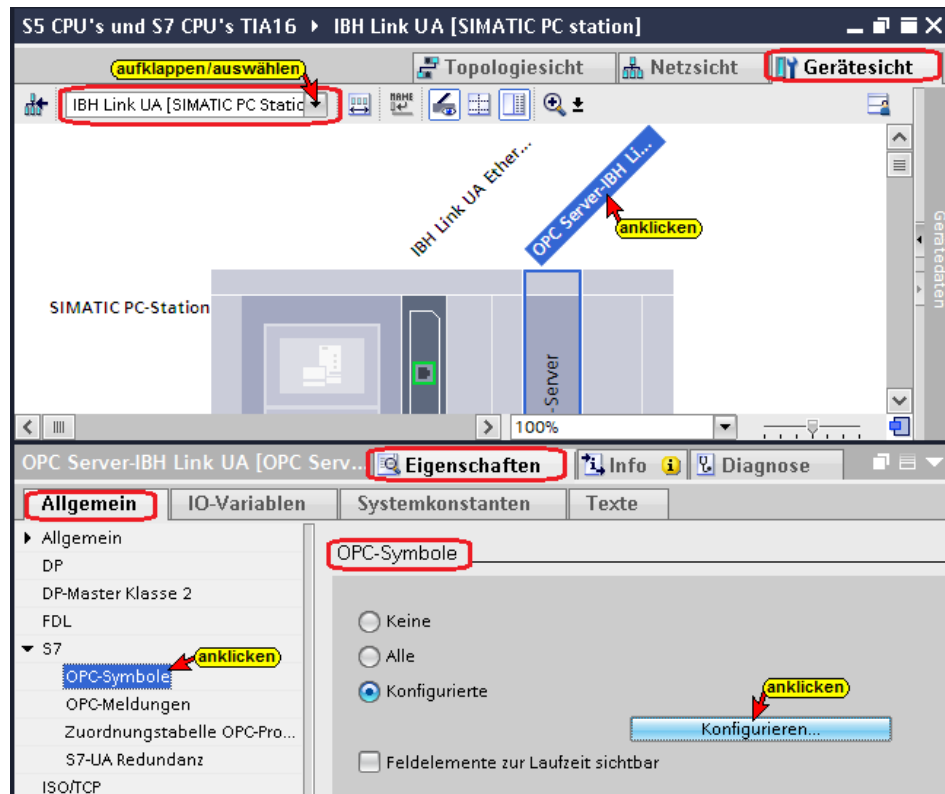 S5 CPU's und S7 CPU's TIA16 ▸ IBH Link UA [SIMATIC PC station]
aufklappen/auswählen
Topologiesicht
Netzsicht
Gerätesicht
IBH Link UA [SIMATIC PC Static
IBH Link UA Ether...
OPC Server-IBH Li...
anklicken
Gerätedaten
SIMATIC PC-Station
-Server
100%
OPC Server-IBH Link UA [OPC Serv...
Eigenschaften
Info
Diagnose
Allgemein
IO-Variablen
Systemkonstanten
Texte
Allgemein
DP
DP-Master Klasse 2
FDL
S7
OPC-Symbole
anklicken
OPC-Meldungen
Zuordnungstabelle OPC-Pro...
S7-UA Redundanz
ISO/TCP
OPC-Symbole
Keine
Alle
Konfigurierte
anklicken
Konfigurieren...
Feldelemente zur Laufzeit sichtbar